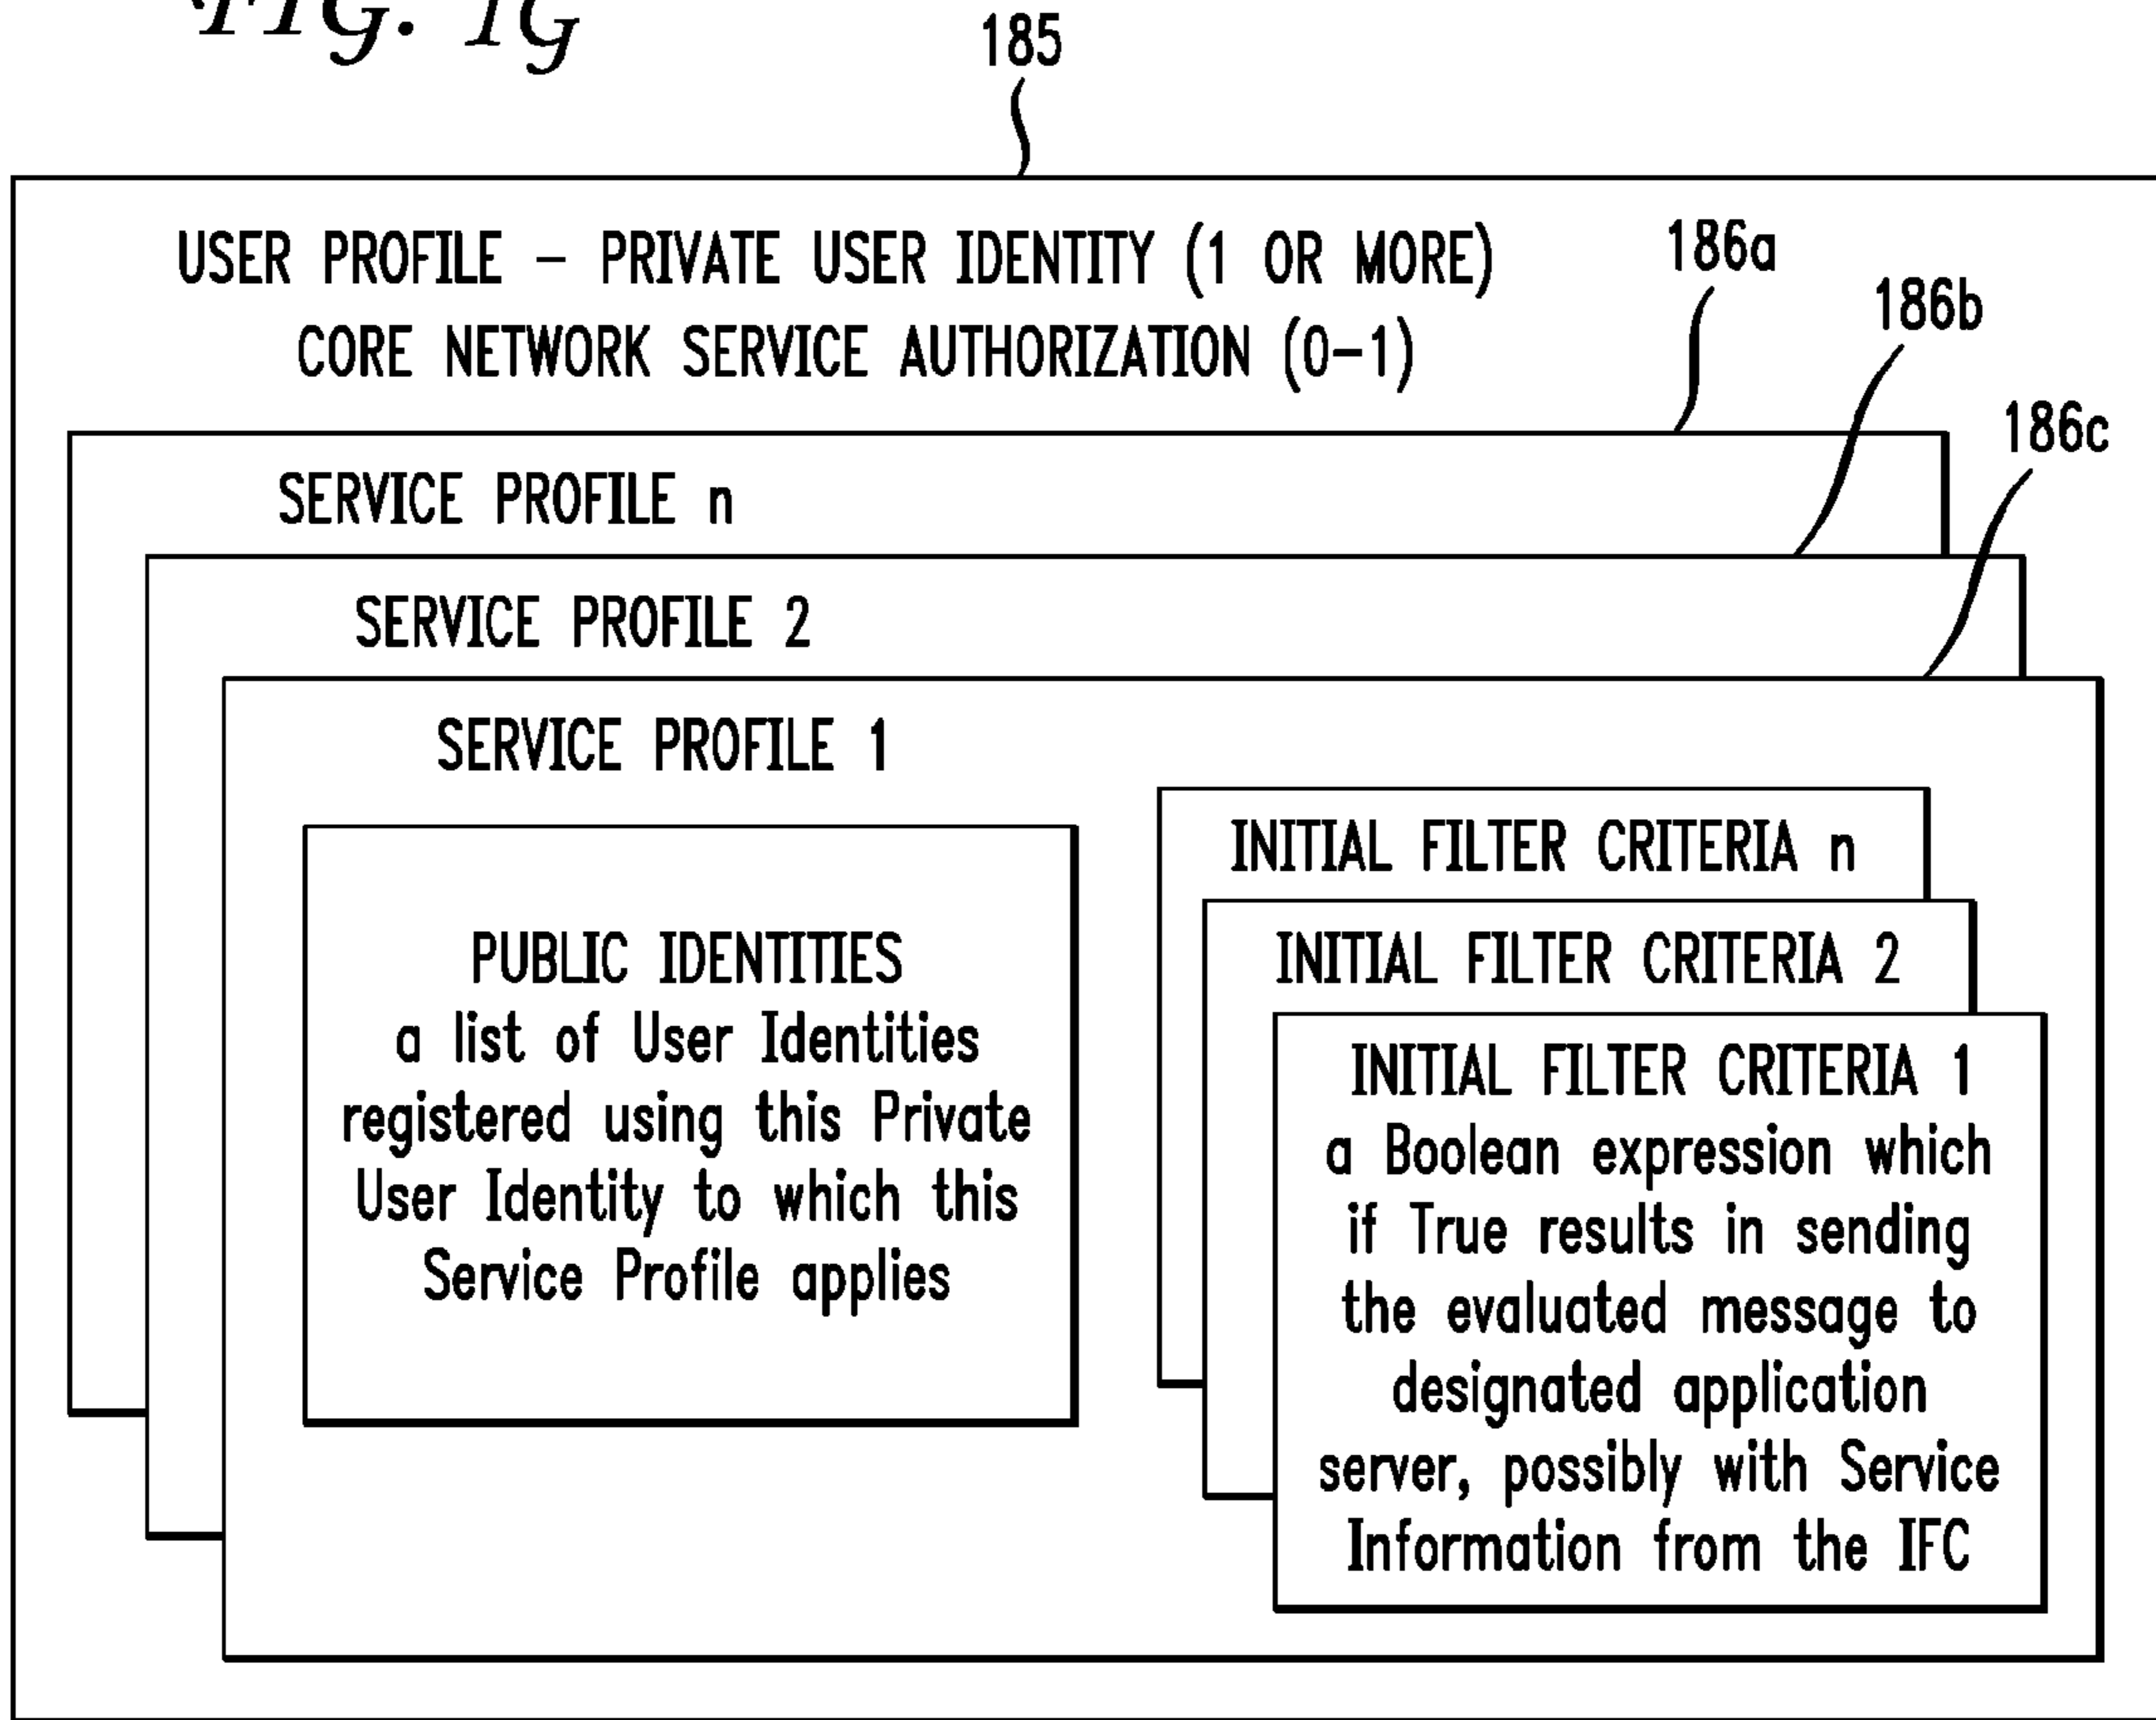 FIG. 1G
185
USER PROFILE – PRIVATE USER IDENTITY (1 OR MORE)
CORE NETWORK SERVICE AUTHORIZATION (0–1)
186a
186b
186c
SERVICE PROFILE n
SERVICE PROFILE 2
SERVICE PROFILE 1
PUBLIC IDENTITIES
a list of User Identities
registered using this Private
User Identity to which this
Service Profile applies
INITIAL FILTER CRITERIA n
INITIAL FILTER CRITERIA 2
INITIAL FILTER CRITERIA 1
a Boolean expression which
if True results in sending
the evaluated message to
designated application
server, possibly with Service
Information from the IFC